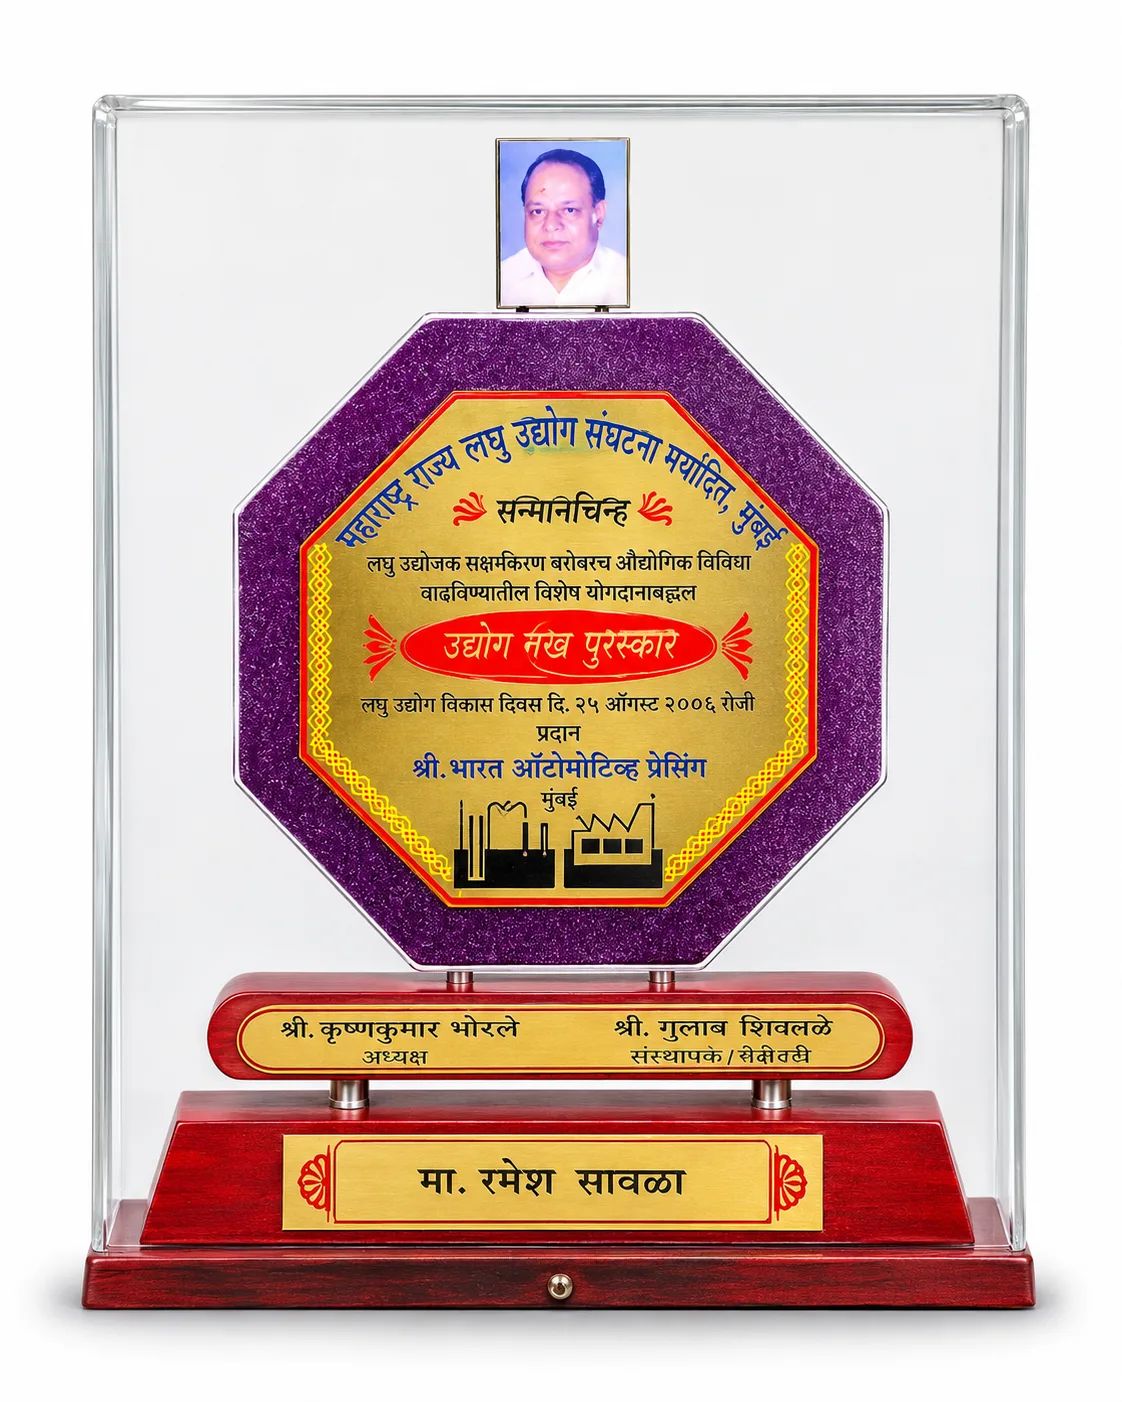 महाराष्ट्र राज्य लघु उद्योग संघटना मर्यादित, मुंबई
सन्मानचिन्ह
लघु उद्योजक सक्षमकिरण बरोबरच औद्योगिक विविधा
वाढविण्यातील विशेष योगदानाबद्दल
उद्योग पुरस्कार
लघु उद्योग विकास दिवस दि. २५ ऑगस्ट २००६ रोजी
प्रदान
श्री. भारत ऑटोमोटिव्ह प्रेसिंग
मुंबई
श्री. कृष्णकुमार भोरले
अध्यक्ष
श्री. गुलाब शिवलळे
संस्थापक /
मा. रमेश सावळा